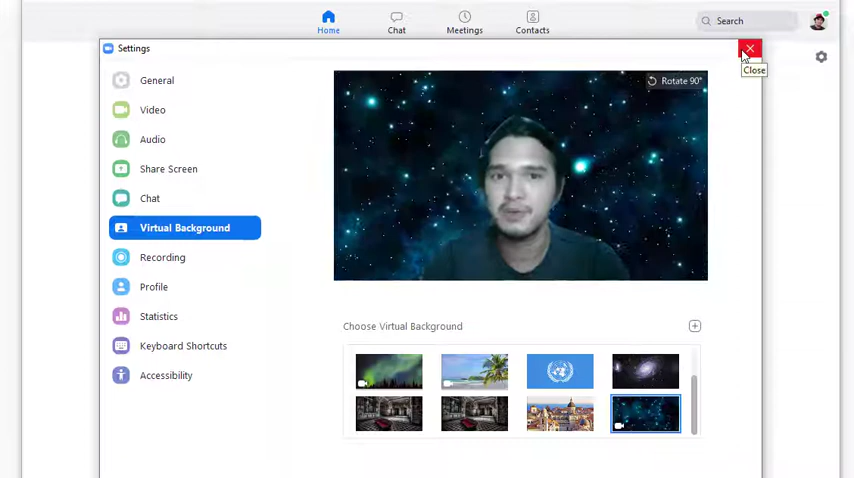 Home
Chat
Meetings
Contacts
Search
Settings
Close
General
Video
Audio
Share Screen
Chat
Virtual Background
Recording
Profile
Statistics
Keyboard Shortcuts
Accessibility
Rotate 90°
Choose Virtual Background